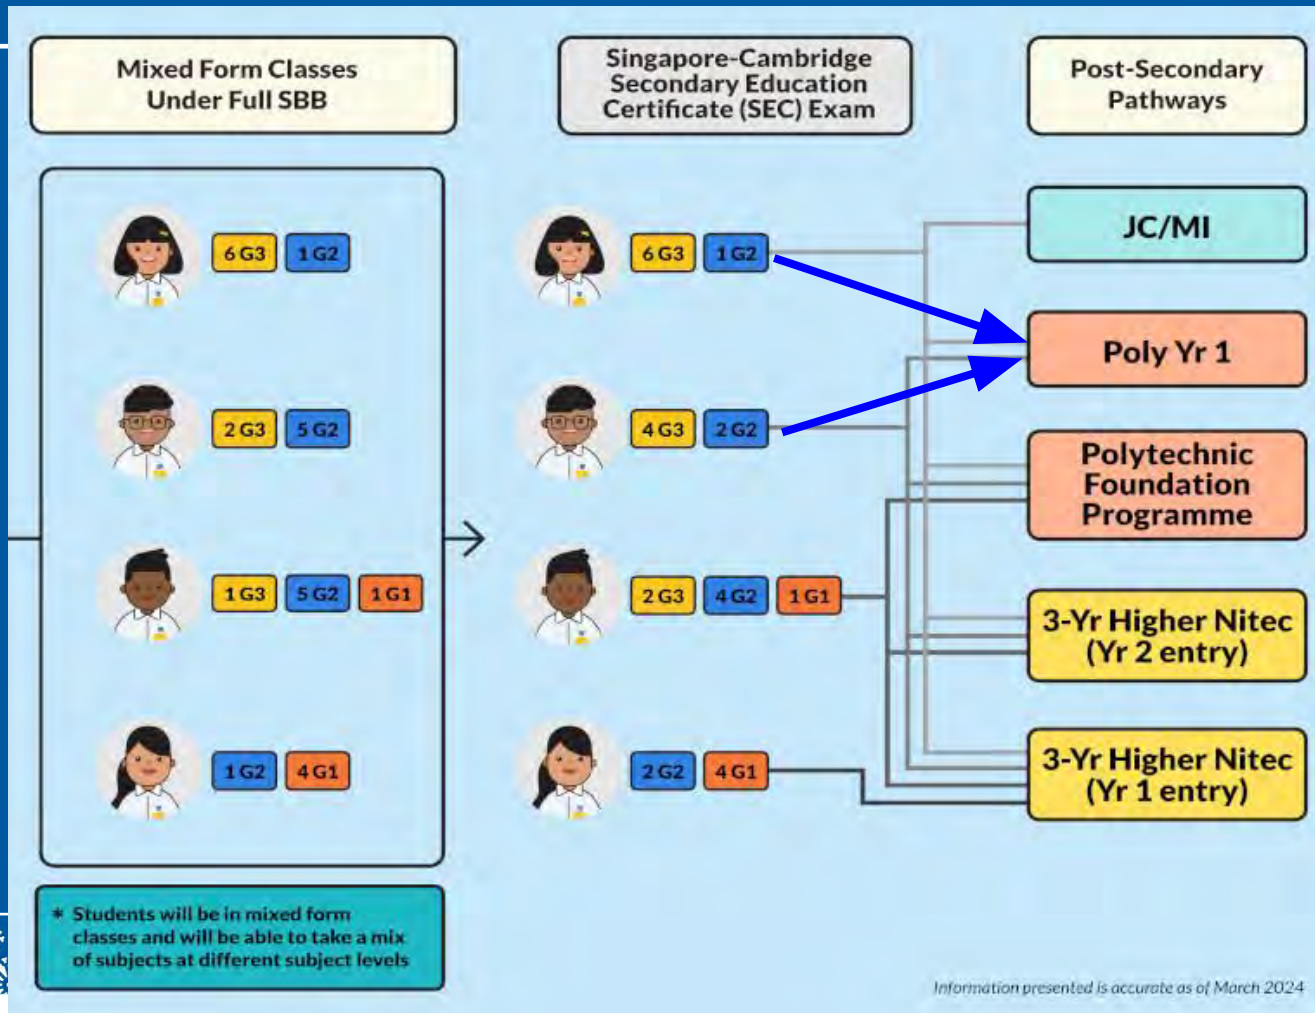 Mixed Form Classes
Under Full SBB
Singapore-Cambridge
Secondary Education
Certificate (SEC) Exam
Post-Secondary
Pathways
6 G3 1 G2
2 G3 5 G2
1 G3 5 G2 1 G1
1 G2 4 G1
6 G3 1 G2
4 G3 2 G2
2 G3 4 G2 1 G1
2 G2 4 G1
JC/MI
Poly Yr 1
Polytechnic
Foundation
Programme
3-Yr Higher Nitec
(Yr 2 entry)
3-Yr Higher Nitec
(Yr 1 entry)
* Students will be in mixed form
classes and will be able to take a mix
of subjects at different subject levels
Information presented is accurate as of March 2024